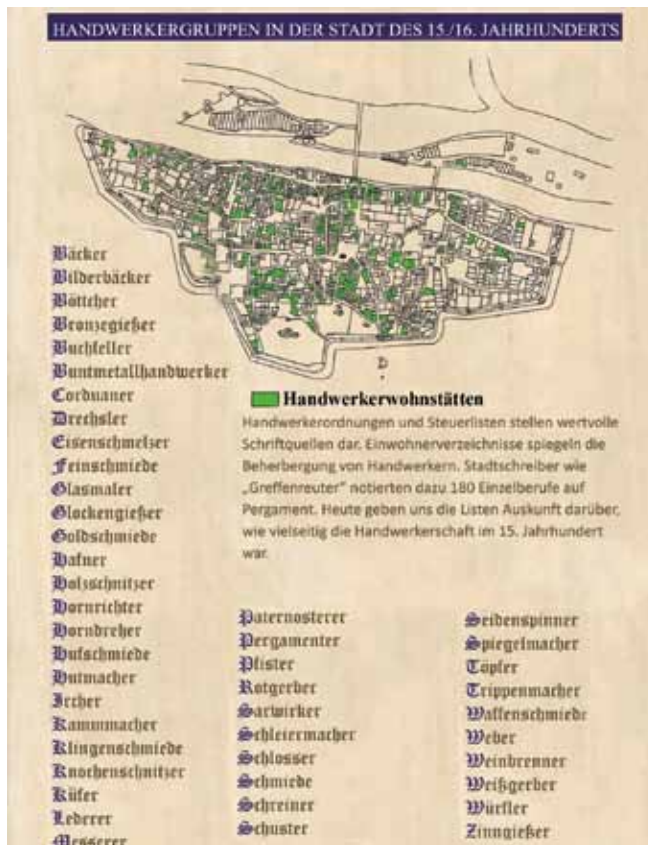 HANDWERKERGRUPPEN IN DER STADT DES 15./16. JAHRHUNDERTS
Bäcker
Bilderbäcker
Böttcher
Bronzegießer
Buchfeller
Buntmetallhandwerker
Corduaner
Drechsler
Eisenschmelzer
Feinschmiede
Glasmaler
Glockengießer
Goldschmiede
Hafner
Holzschnitzer
Hornrichter
Horndreher
Hufschmiede
Hutmacher
Ircher
Kammmacher
Klingenschmiede
Knochenschnitzer
Küfer
Lederer
Messerer
D
Handwerkerwohnstätten
Handwerkerordnungen und Steuerlisten stellen wertvolle
Schriftquellen dar. Einwohnerverzeichnisse spiegeln die
Beherbergung von Handwerkern. Stadtschreiber wie
„Greffenreuter" notierten dazu 180 Einzelberufe auf
Pergament. Heute geben uns die Listen Auskunft darüber,
wie vielseitig die Handwerkerschaft im 15. Jahrhundert
war.
Paternosterer
Pergamenter
Pfister
Rotgerber
Sarwirker
Schleiermacher
Schlosser
Schmiede
Schreiner
Schuster
Seidenspinner
Spiegelmacher
Töpfer
Trippenmacher
Waffenschmiede
Weber
Weinbrenner
Weißgerber
Würfler
Zinngießer